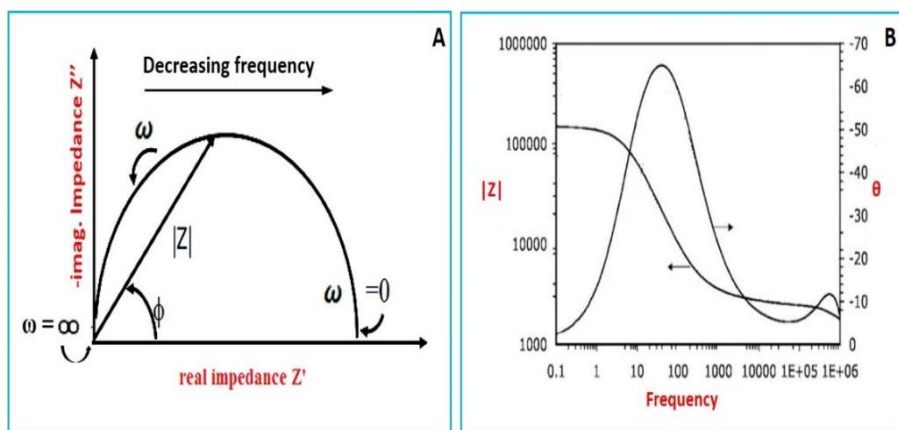 A
Decreasing frequency
-imag. Impedance Z′′
ω
|Z|
ϕ
ω =0
ω = ∞
real impedance Z'
B
1000000
100000
10000
1000
|Z|
-70
-60
-50
-40
-30
-20
-10
0
θ
0.1 1 10 100 1000 10000 1E+05 1E+06
Frequency